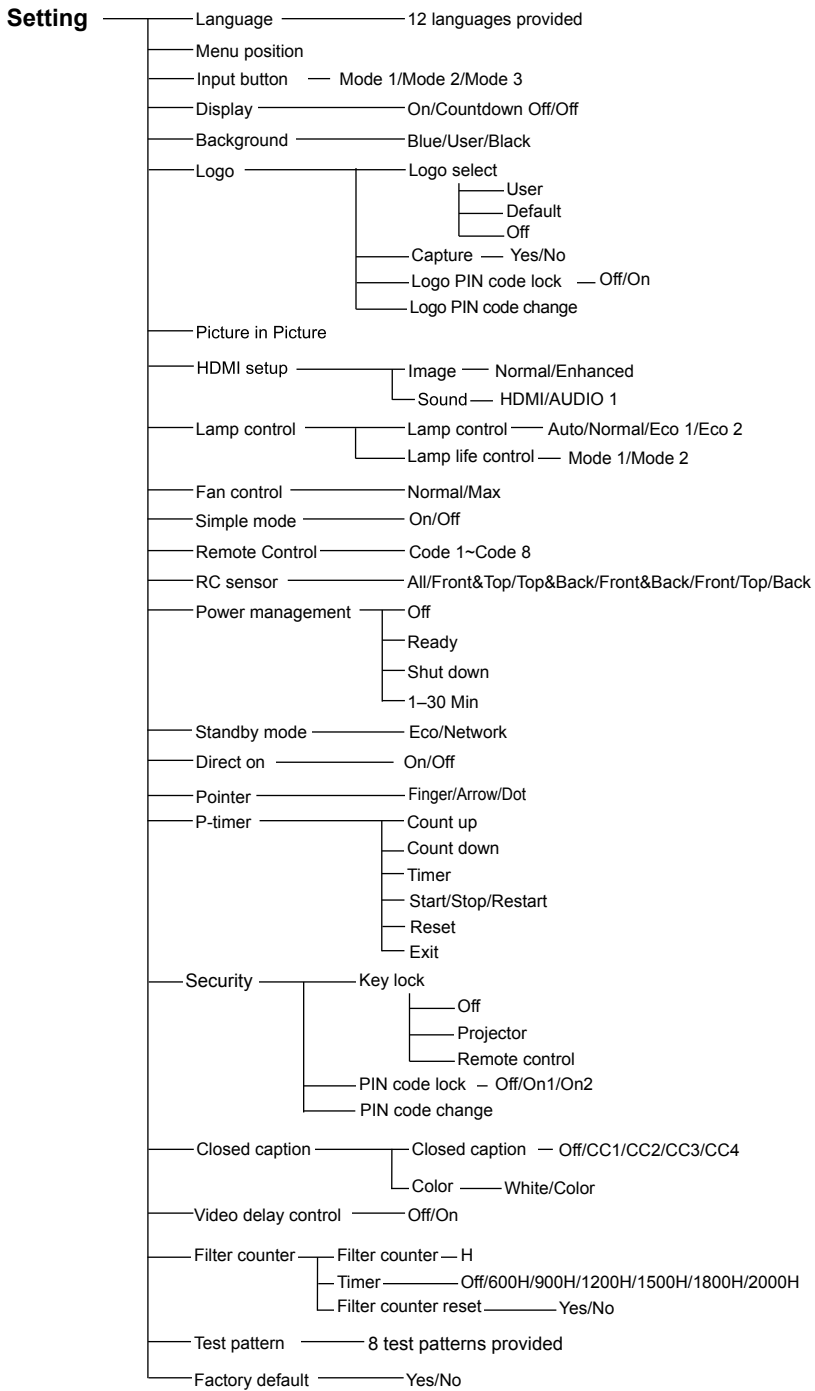 Setting
Language 12 languages provided
Menu position
Input button Mode 1/Mode 2/Mode 3
Display On/Countdown Off/Off
Background Blue/User/Black
Logo Logo select
User
Default
Off
Capture Yes/No
Logo PIN code lock Off/On
Logo PIN code change
Picture in Picture
HDMI setup Image Normal/Enhanced
Sound HDMI/AUDIO 1
Lamp control Lamp control Auto/Normal/Eco 1/Eco 2
Lamp life control Mode 1/Mode 2
Fan control Normal/Max
Simple mode On/Off
Remote Control Code 1~Code 8
RC sensor All/Front&Top/Top&Back/Front&Back/Front/Top/Back
Power management Off
Ready
Shut down
1–30 Min
Standby mode Eco/Network
Direct on On/Off
Pointer Finger/Arrow/Dot
P-timer Count up
Count down
Timer
Start/Stop/Restart
Reset
Exit
Security Key lock
Off
Projector
Remote control
PIN code lock Off/On1/On2
PIN code change
Closed caption Closed caption Off/CC1/CC2/CC3/CC4
Color White/Color
Video delay control Off/On
Filter counter Filter counter H
Timer Off/600H/900H/1200H/1500H/1800H/2000H
Filter counter reset Yes/No
Test pattern 8 test patterns provided
Factory default Yes/No